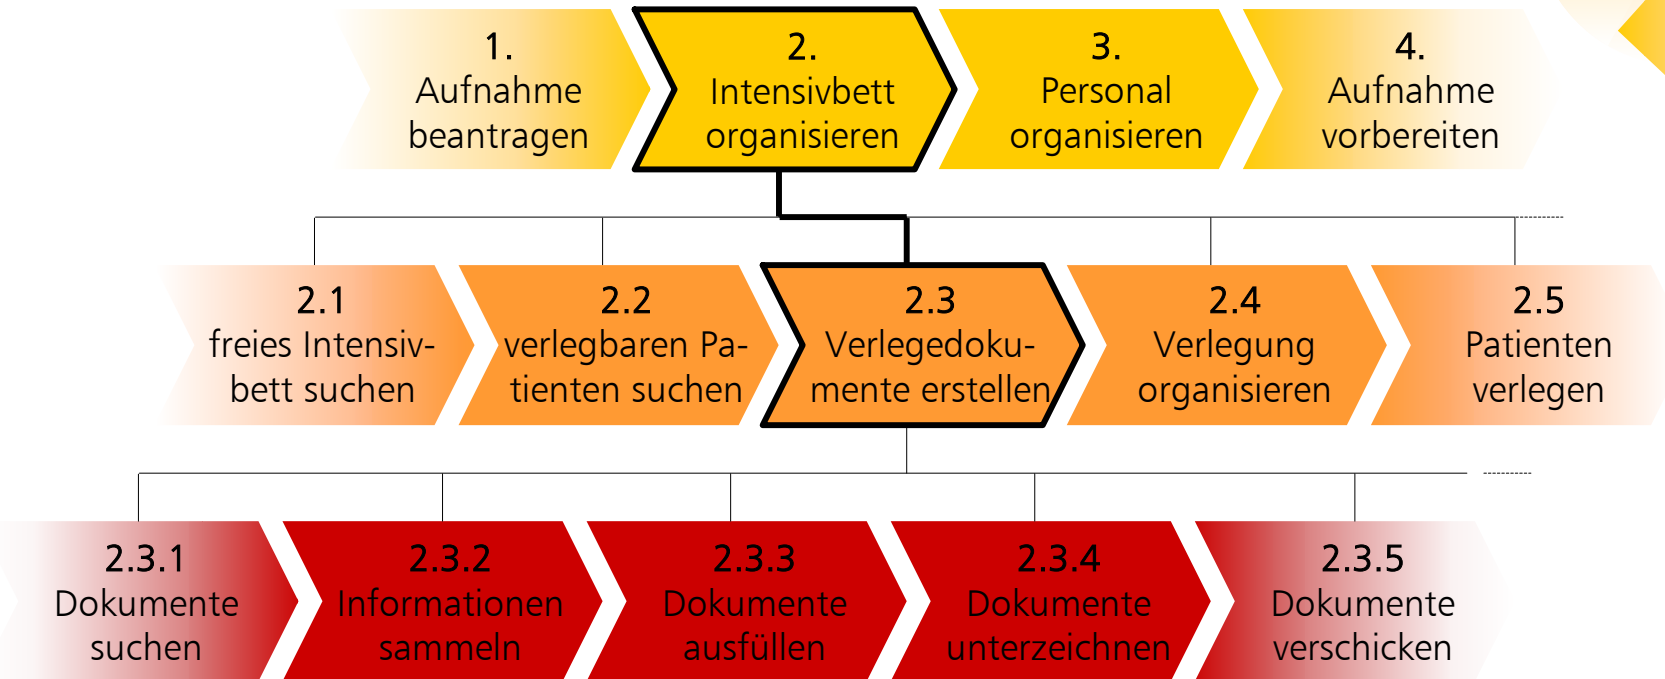 1.
Aufnahme
beantragen
2.
Intensivbett
organisieren
3.
Personal
organisieren
4.
Aufnahme
vorbereiten
2.1
freies Intensiv-
bett suchen
2.2
verlegbaren Pa-
tienten suchen
2.3
Verlegedoku-
mente erstellen
2.4
Verlegung
organisieren
2.5
Patienten
verlegen
2.3.1
Dokumente
suchen
2.3.2
Informationen
sammeln
2.3.3
Dokumente
ausfüllen
2.3.4
Dokumente
unterzeichnen
2.3.5
Dokumente
verschicken